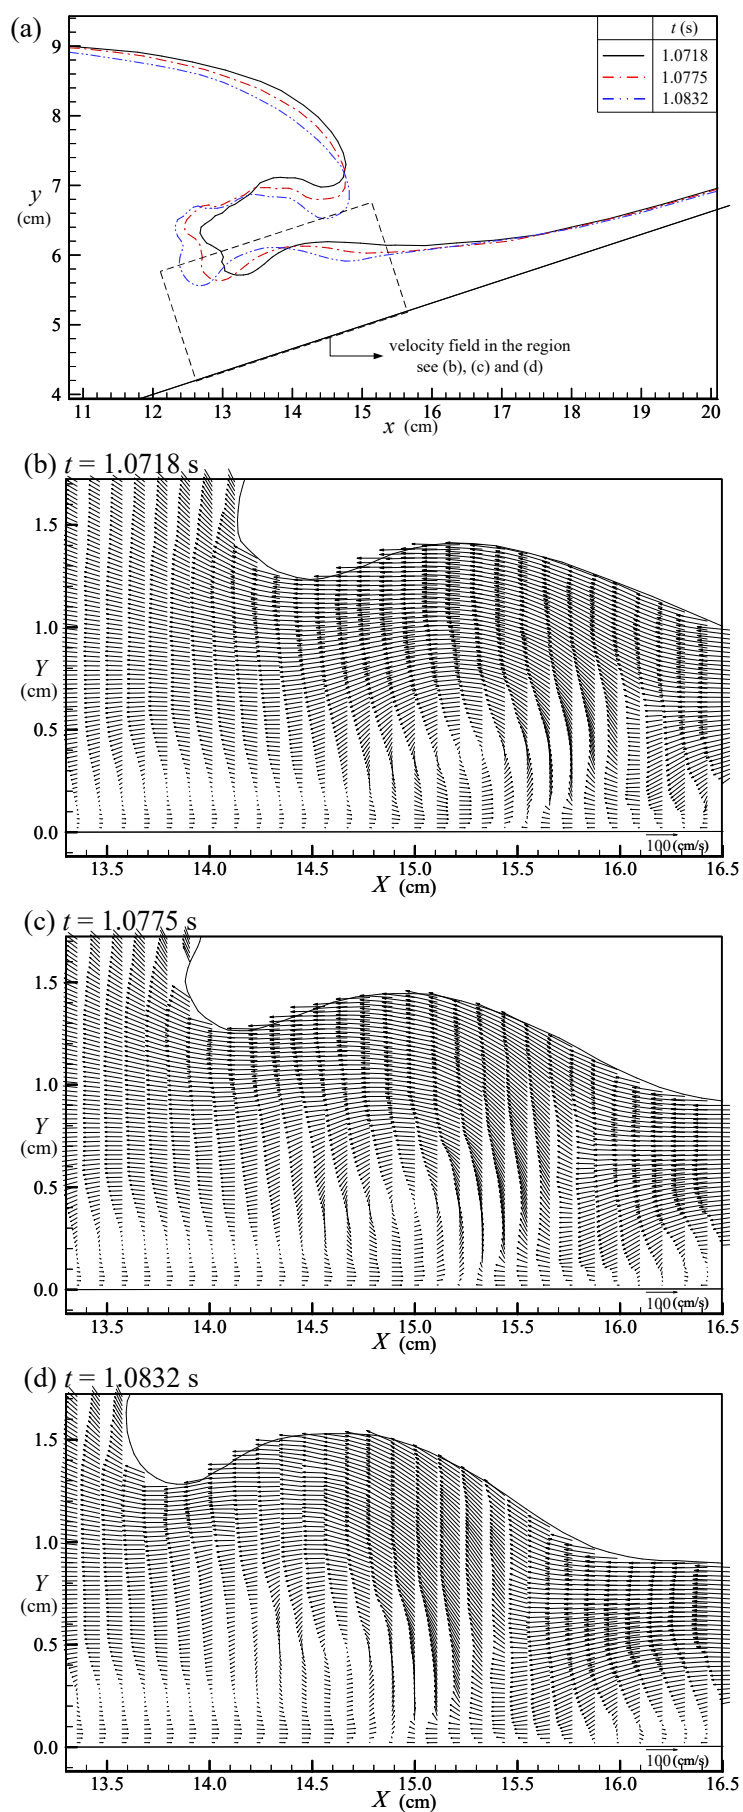 (a)
t (s)
1.0718
1.0775
1.0832
9
8
7
6
5
4
y
(cm)
velocity field in the region
see (b), (c) and (d)
11 12 13 14 15 16 17 18 19 20
x (cm)
(b) t = 1.0718 s
1.5
1.0
Y
(cm)
0.5
0.0
100(cm/s)
13.5 14.0 14.5 15.0 15.5 16.0 16.5
X (cm)
(c) t = 1.0775 s
1.5
1.0
Y
(cm)
0.5
0.0
100(cm/s)
13.5 14.0 14.5 15.0 15.5 16.0 16.5
X (cm)
(d) t = 1.0832 s
1.5
1.0
Y
(cm)
0.5
0.0
100(cm/s)
13.5 14.0 14.5 15.0 15.5 16.0 16.5
X (cm)